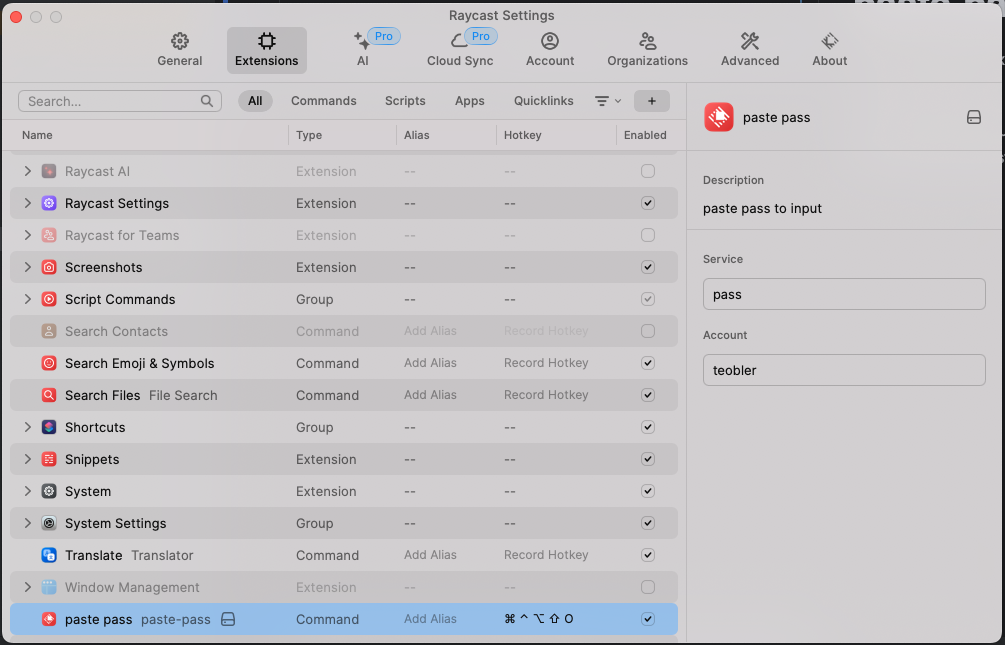 Raycast Settings
General
Extensions
Pro
AI
Pro
Cloud Sync
Account
Organizations
Advanced
About
Search...
All
Commands
Scripts
Apps
Quicklinks
+
Name Type Alias Hotkey Enabled
Raycast AI Extension -- --
Raycast Settings Extension -- --
Raycast for Teams Extension -- --
Screenshots Extension -- --
Script Commands Group -- --
Search Contacts Command Add Alias Record Hotkey
Search Emoji & Symbols Command Add Alias Record Hotkey
Search Files File Search Command Add Alias Record Hotkey
Shortcuts Group -- --
Snippets Extension -- --
System Extension -- --
System Settings Group -- --
Translate Translator Command Add Alias Record Hotkey
Window Management Extension -- --
paste pass paste-pass Command Add Alias ⌘ ^ ⌥ ⇧ O
paste pass
Description
paste pass to input
Service
pass
Account
teobler